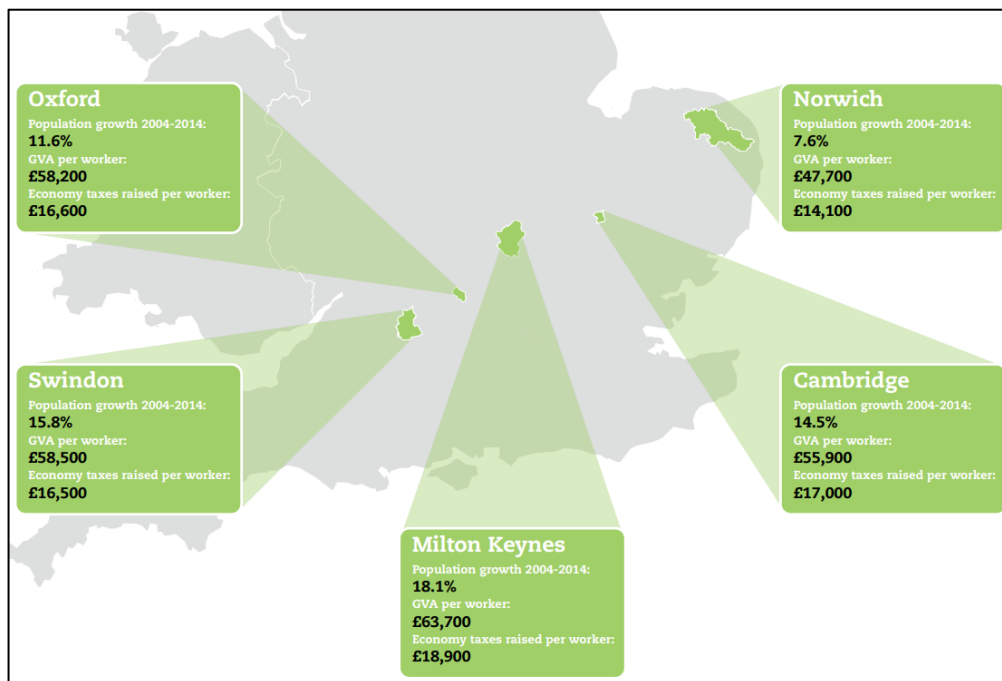 Oxford
Population growth 2004-2014:
11.6%
GVA per worker:
£58,200
Economy taxes raised per worker:
£16,600
Norwich
Population growth 2004-2014:
7.6%
GVA per worker:
£47,700
Economy taxes raised per worker:
£14,100
Swindon
Population growth 2004-2014:
15.8%
GVA per worker:
£58,500
Economy taxes raised per worker:
£16,500
Cambridge
Population growth 2004-2014:
14.5%
GVA per worker:
£55,900
Economy taxes raised per worker:
£17,000
Milton Keynes
Population growth 2004-2014:
18.1%
GVA per worker:
£63,700
Economy taxes raised per worker:
£18,900